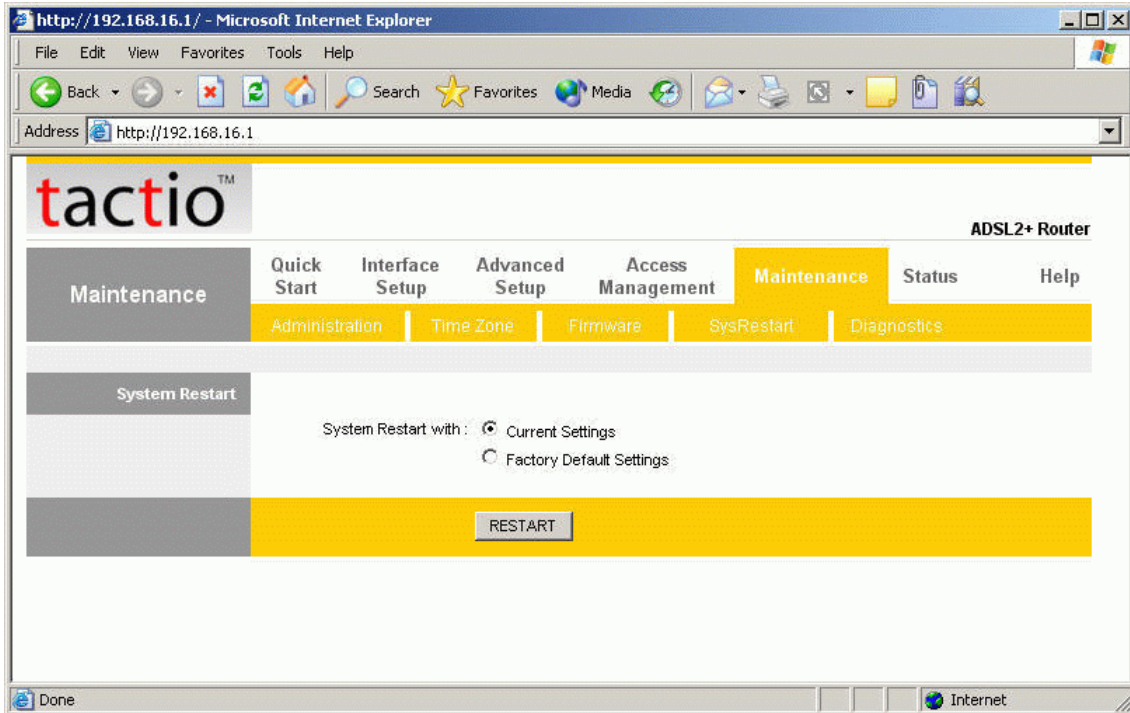 http://192.168.16.1/ - Microsoft Internet Explorer
File Edit View Favorites Tools Help
Back Search Favorites Media
Address http://192.168.16.1
tactio™
ADSL2+ Router
Maintenance
Quick Start
Interface Setup
Advanced Setup
Access Management
Maintenance
Status
Help
Administration Time Zone Firmware SysRestart Diagnostics
System Restart
System Restart with : Current Settings
Factory Default Settings
RESTART
Done Internet